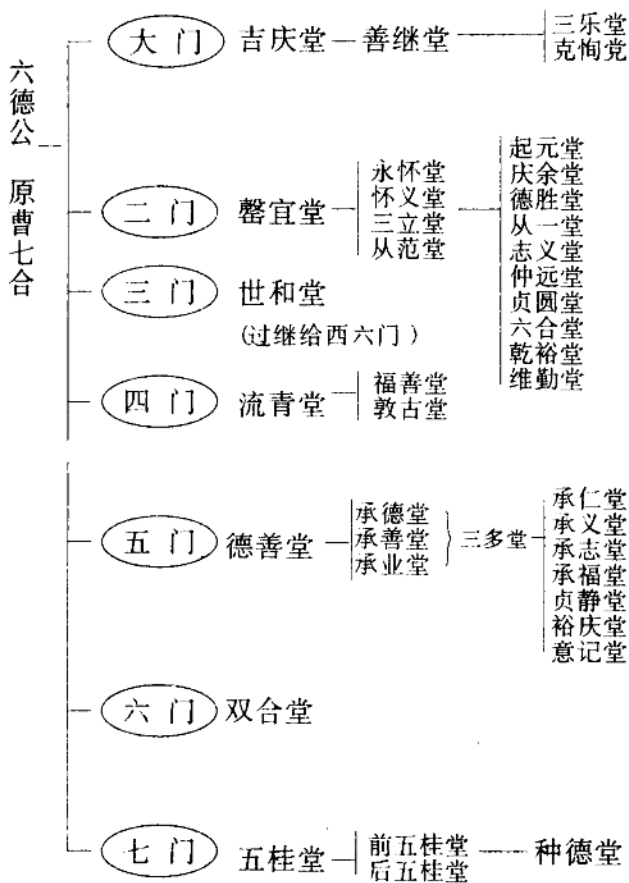 六德公 原曹七合
大门 吉庆堂 善继堂
三乐堂
克恂党
二门 罄宜堂
永怀堂
怀义堂
三立堂
从范堂
起元堂
庆余堂
德胜堂
从一堂
志义堂
仲远堂
贞圆堂
六合堂
乾裕堂
维勤堂
三门 世和堂
(过继给西六门)
四门 流青堂
福善堂
敦古堂
五门 德善堂
承德堂
承善堂
承业堂
三多堂
承仁堂
承义堂
承志堂
承福堂
贞静堂
裕庆堂
意记堂
六门 双合堂
七门 五桂堂
前五桂堂
后五桂堂
种德堂